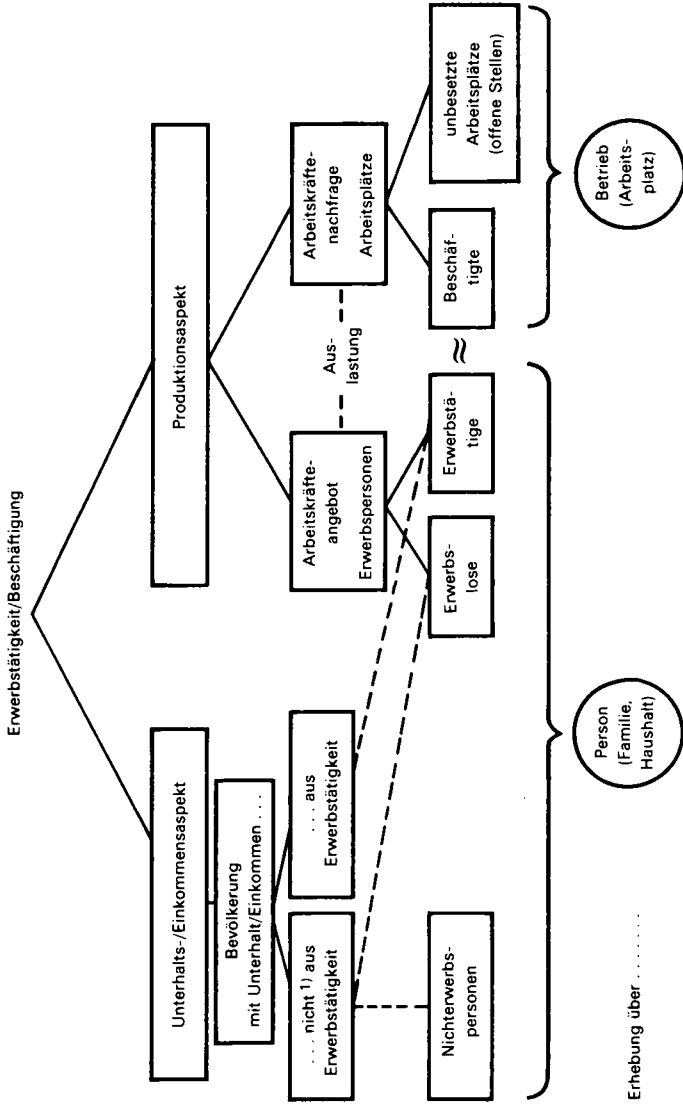 Erwerbstätigkeit/Beschäftigung
Unterhalts-/Einkommensaspekt
Produktionsaspekt
Bevölkerung
mit Unterhalt/Einkommen . . .
. . . nicht 1) aus
Erwerbstätigkeit
. . . aus
Erwerbstätigkeit
Arbeitskräfte-
angebot
Erwerbspersonen
Aus-
lastung
Arbeitskräfte-
nachfrage
Arbeitsplätze
Nichterwerbs-
personen
Erwerbs-
lose
Erwerbstä-
tige
≈
Beschäf-
tigte
unbesetzte
Arbeitsplätze
(offene Stellen)
Erhebung über . . . . . . .
Person
(Familie,
Haushalt)
Betrieb
(Arbeits-
platz)